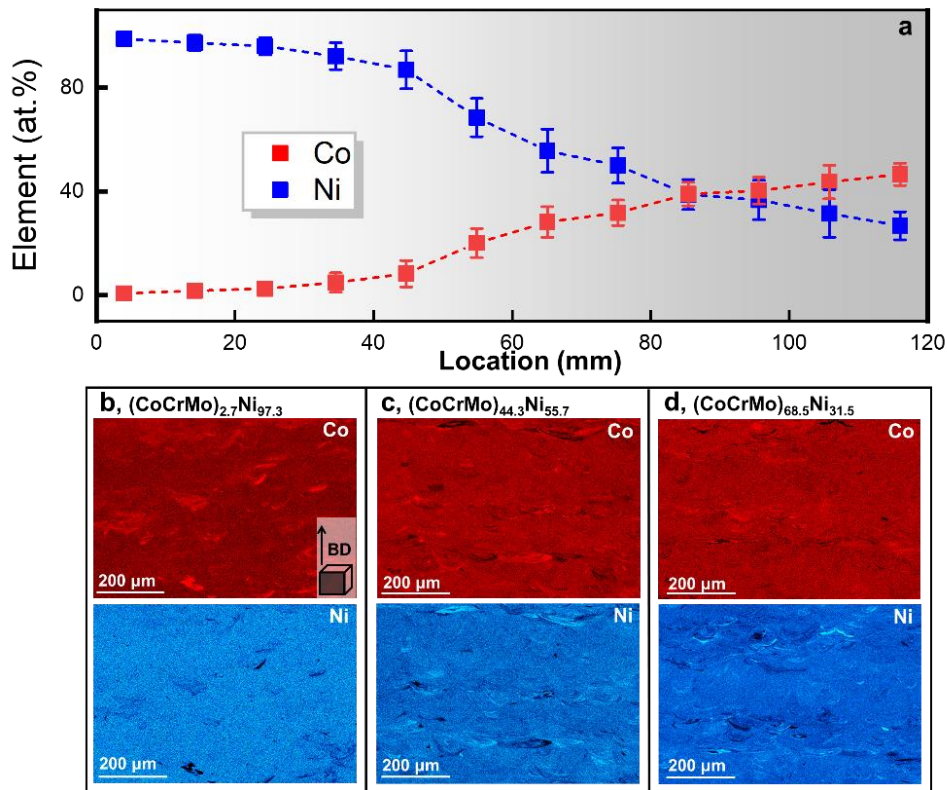 a
Element (at.%)
80
40
0
Co
Ni
0 20 40 60 80 100 120
Location (mm)
b, (CoCrMo)2.7Ni97.3
Co
BD
200 µm
Ni
200 µm
c, (CoCrMo)44.3Ni55.7
Co
200 µm
Ni
200 µm
d, (CoCrMo)68.5Ni31.5
Co
200 µm
Ni
200 µm